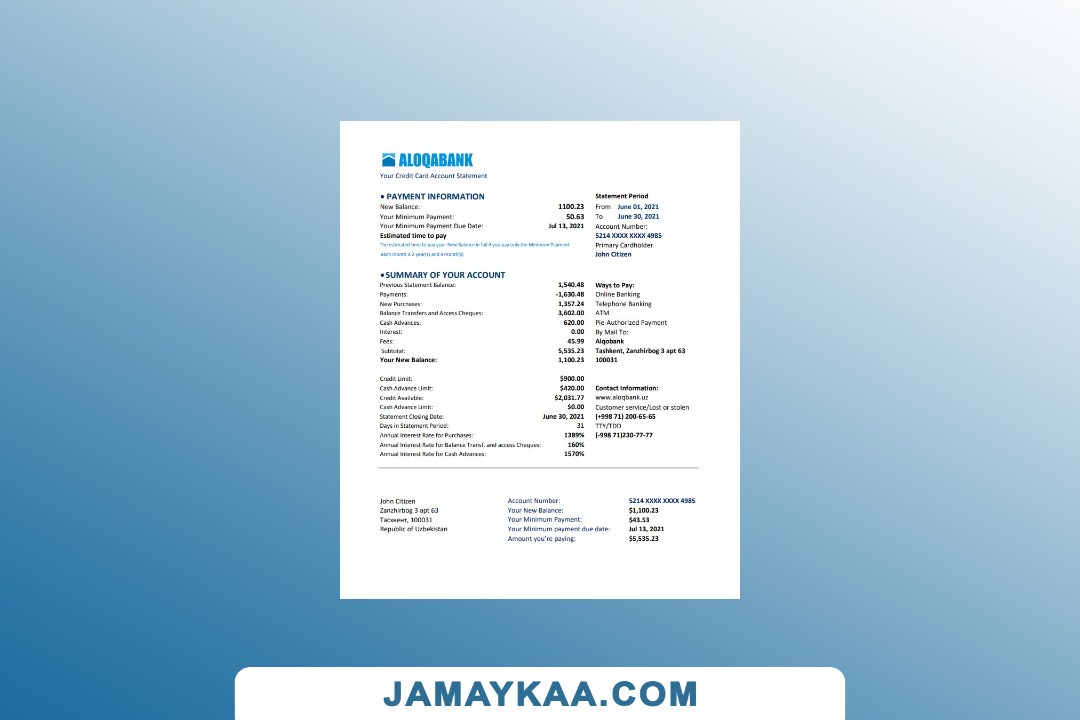 ALOQABANK
Your Credit Card Account Statement
• PAYMENT INFORMATION
New Balance: 1100.23
Your Minimum Payment: 50.63
Your Minimum Payment Due Date: Jul 13, 2021
Estimated time to pay
The estimated time to pay your New Balance in full if you pay only the Minimum Payment
each month is 2 year(s) and
Statement Period
From June 01, 2021
To June 30, 2021
Account Number:
5214 XXXX XXXX 4985
Primary Cardholder
John Citizen
•SUMMARY OF YOUR ACCOUNT
Previous Statement Balance: 1,540.48
Payments: -1,630.48
New Purchases: 1,357.24
Balance Transfers and Access Cheques: 3,602.00
Cash Advances: 620.00
Interest: 0.00
Fees: 45.99
Subtotal: 5,535.23
Your New Balance: 1,100.23
Ways to Pay:
Online Banking
Telephone Banking
ATM
Pie-Authorized Payment
By Mail To:
Alqobank
Tashkent, Zanzhirbog 3 apt 63
100031
Credit Limit: $900.00
Cash Advance Limit: $420.00
Credit Available: $2,031.77
Cash Advance Limit: $0.00
Statement Closing Date: June 30, 2021
Days in Statement Period: 31
Annual Interest Rate for Purchases: 1389%
Annual Interest Rate for Balance Transf. and access Cheques: 160%
Annual Interest Rate for Cash Advances: 1570%
Contact Information:
www.aloqbank.uz
Customer service/Lost or stolen
(+998 71) 200-65-65
TTY/TDD
(-998 71)230-77-77
John Citizen
Zanzhirbog 3 apt 63
Ташкент, 100031
Republic of Uzbekistan
Account Number: 5214 XXXX XXXX 4985
Your New Balance: $1,100.23
Your Minimum Payment: $43.53
Your Minimum payment due date: Jul 13, 2021
Amount you're paying: $5,535.23
JAMAYKAA.COM